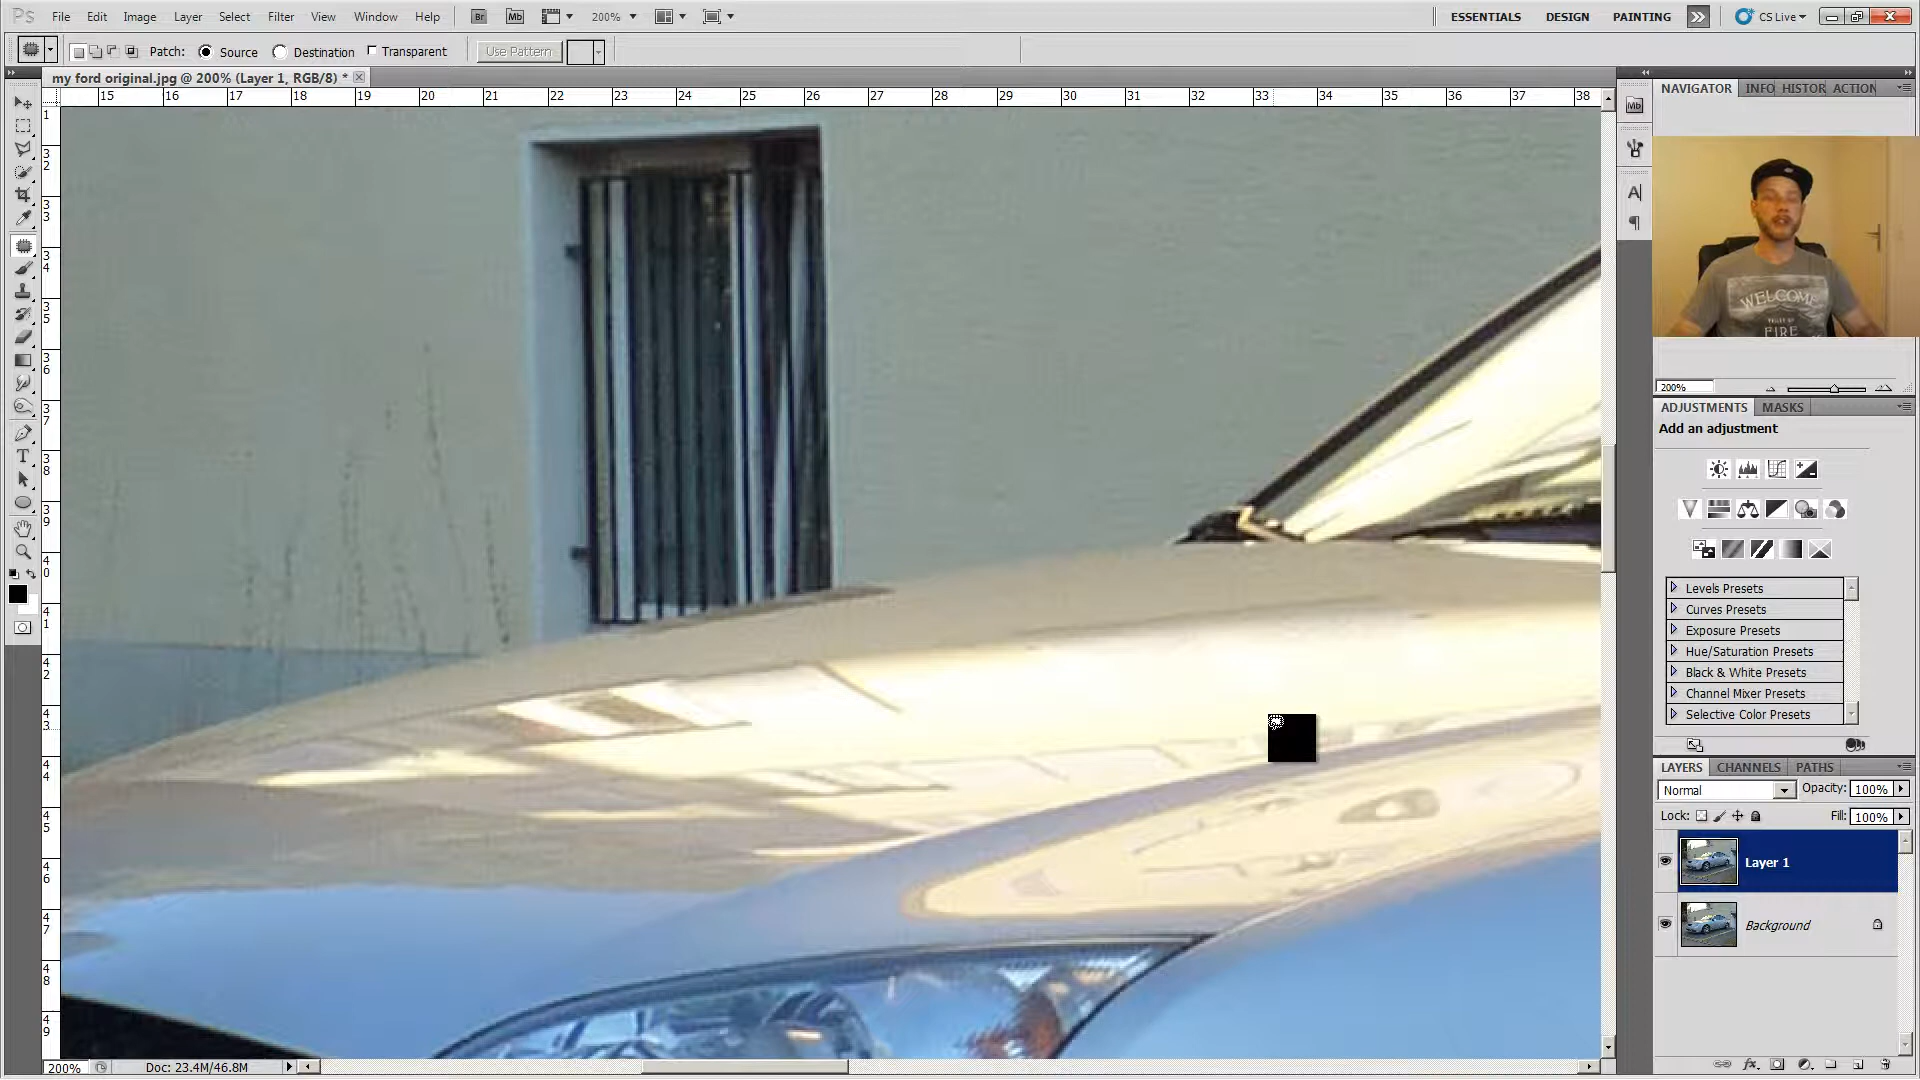 Ps File Edit Image Layer Select Filter View Window Help Br Mb 200% ESSENTIALS DESIGN PAINTING CS Live
Patch: Source Destination Transparent Use Pattern
my ford original.jpg @ 200% (Layer 1, RGB/8) *
15 16 17 18 19 20 21 22 23 24 25 26 27 28 29 30 31 32 33 34 35 36 37 38
NAVIGATOR INFO HISTOR ACTION
WELCOME
FIRE
200%
ADJUSTMENTS MASKS
Add an adjustment
Levels Presets
Curves Presets
Exposure Presets
Hue/Saturation Presets
Black & White Presets
Channel Mixer Presets
Selective Color Presets
LAYERS CHANNELS PATHS
Normal Opacity: 100%
Lock: Fill: 100%
Layer 1
Background
200% Doc: 23.4M/46.8M